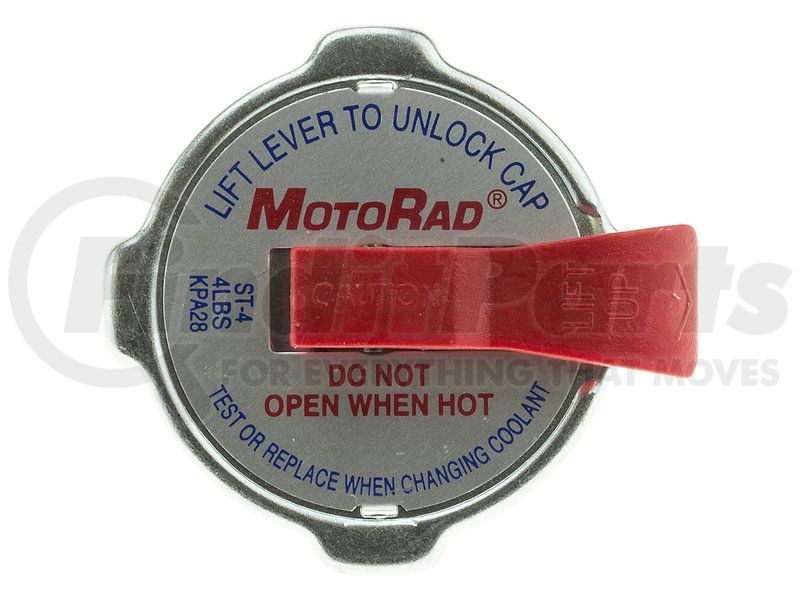 LIFT LEVER TO UNLOCK CAP
MOTORAD®
ST-4
4LBS
KPA28
CAUTION
LIFT
UP
DO NOT
OPEN WHEN HOT
TEST OR REPLACE WHEN CHANGING COOLANT
FinditParts
FOR EVERYTHING THAT MOVES